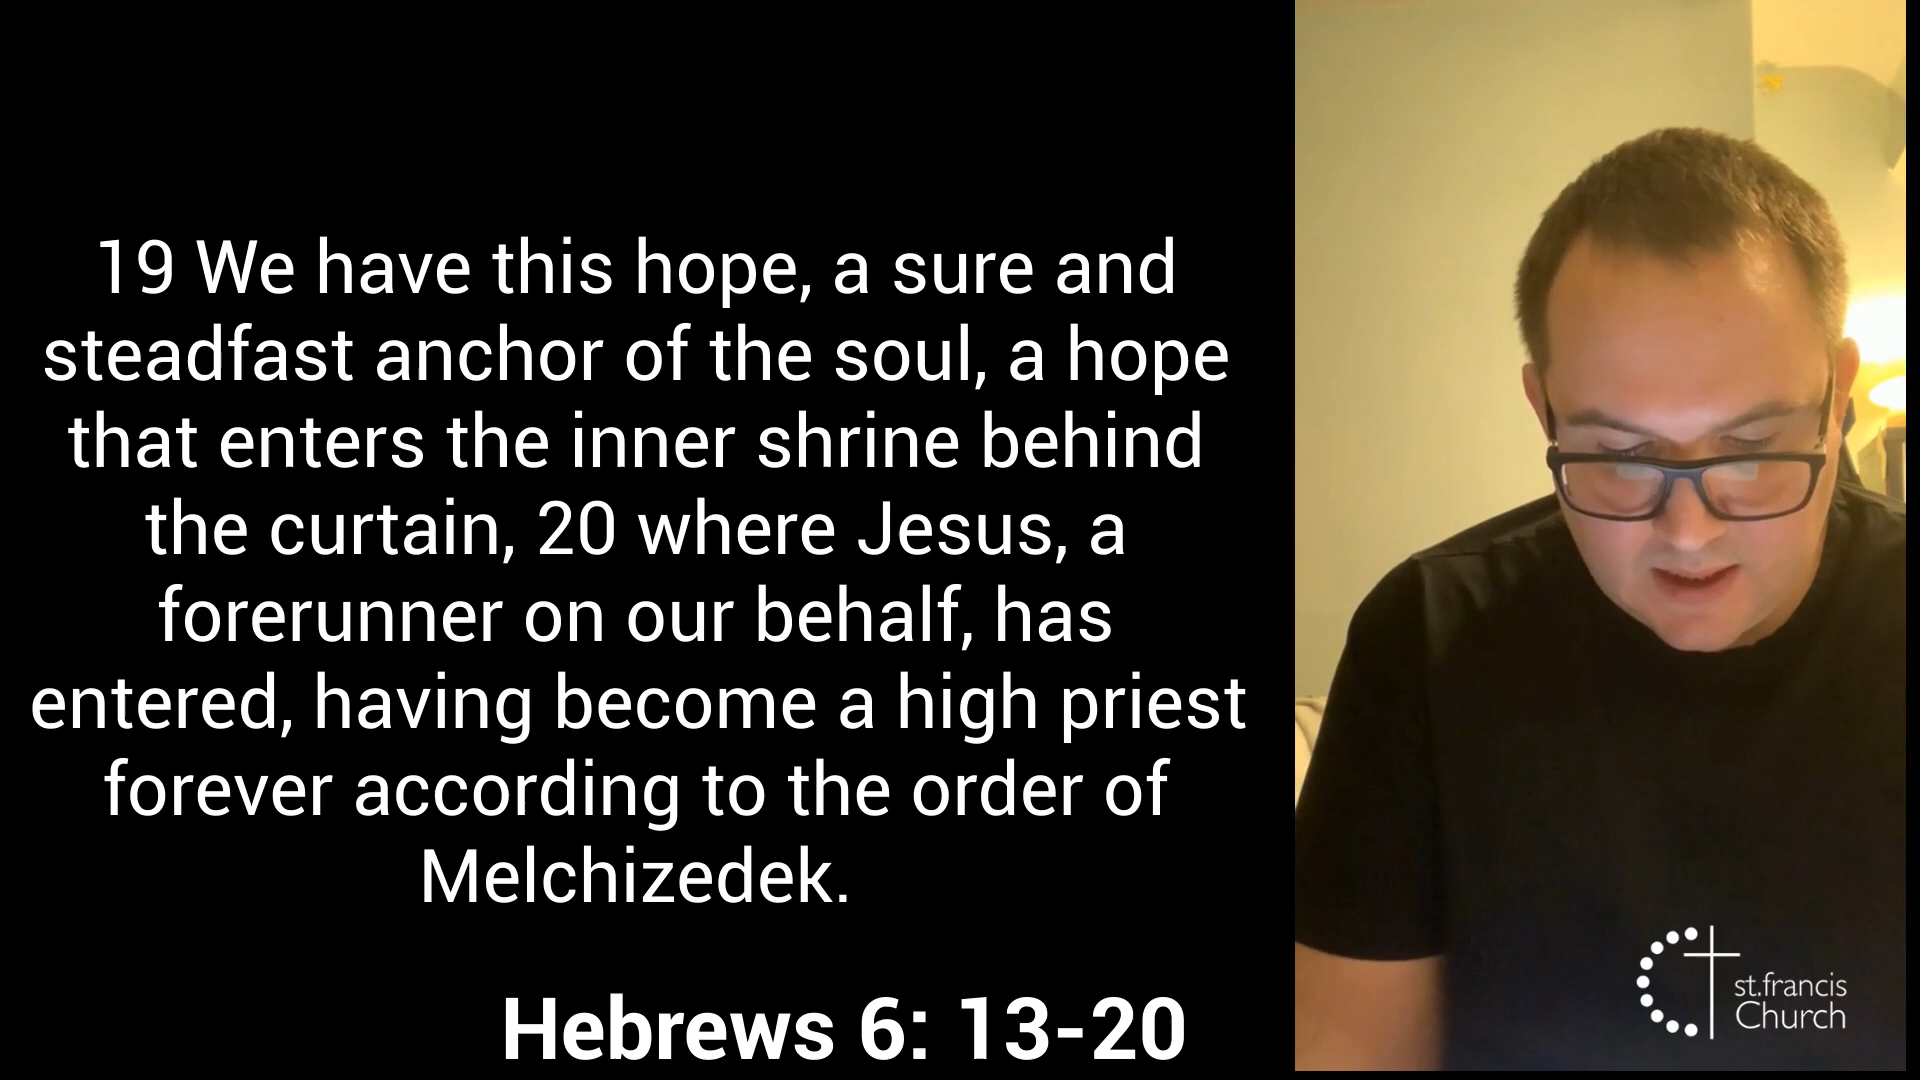 19 We have this hope, a sure and
steadfast anchor of the soul, a hope
that enters the inner shrine behind
the curtain, 20 where Jesus, a
forerunner on our behalf, has
entered, having become a high priest
forever according to the order of
Melchizedek.
Hebrews 6: 13-20
st.francis
Church